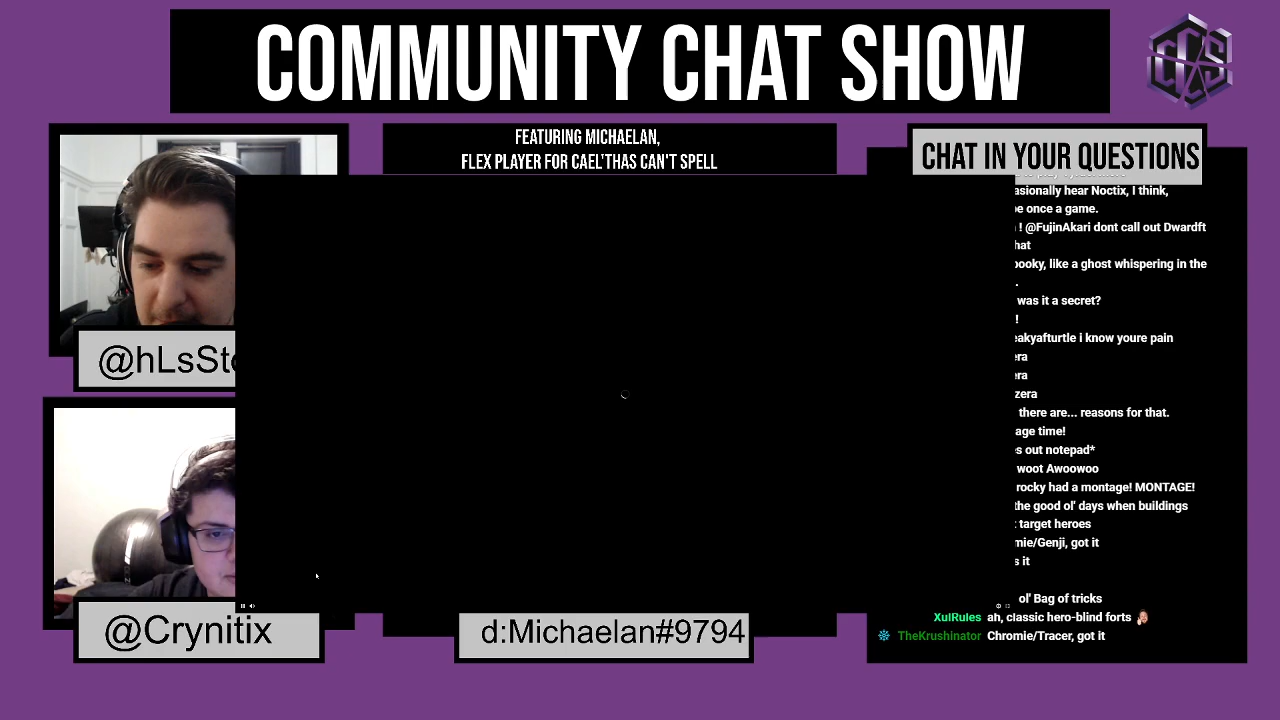 COMMUNITY CHAT SHOW
CCS
FEATURING MICHAELAN,
FLEX PLAYER FOR CAEL'THAS CAN'T SPELL
CHAT IN YOUR QUESTIONS
asionally hear Noctix, I think,
e once a game.
! @FujinAkari dont call out Dwardft
hat
ooky, like a ghost whispering in the
.
was it a secret?
!
eakyafturtle i know youre pain
era
era
zera
there are... reasons for that.
age time!
es out notepad*
woot Awoowoo
rocky had a montage! MONTAGE!
the good ol' days when buildings
target heroes
mie/Genji, got it
s it
ol' Bag of tricks
XulRules ah, classic hero-blind forts
TheKrushinator Chromie/Tracer, got it
@hLsSt
@Crynitix
d:Michaelan#9794